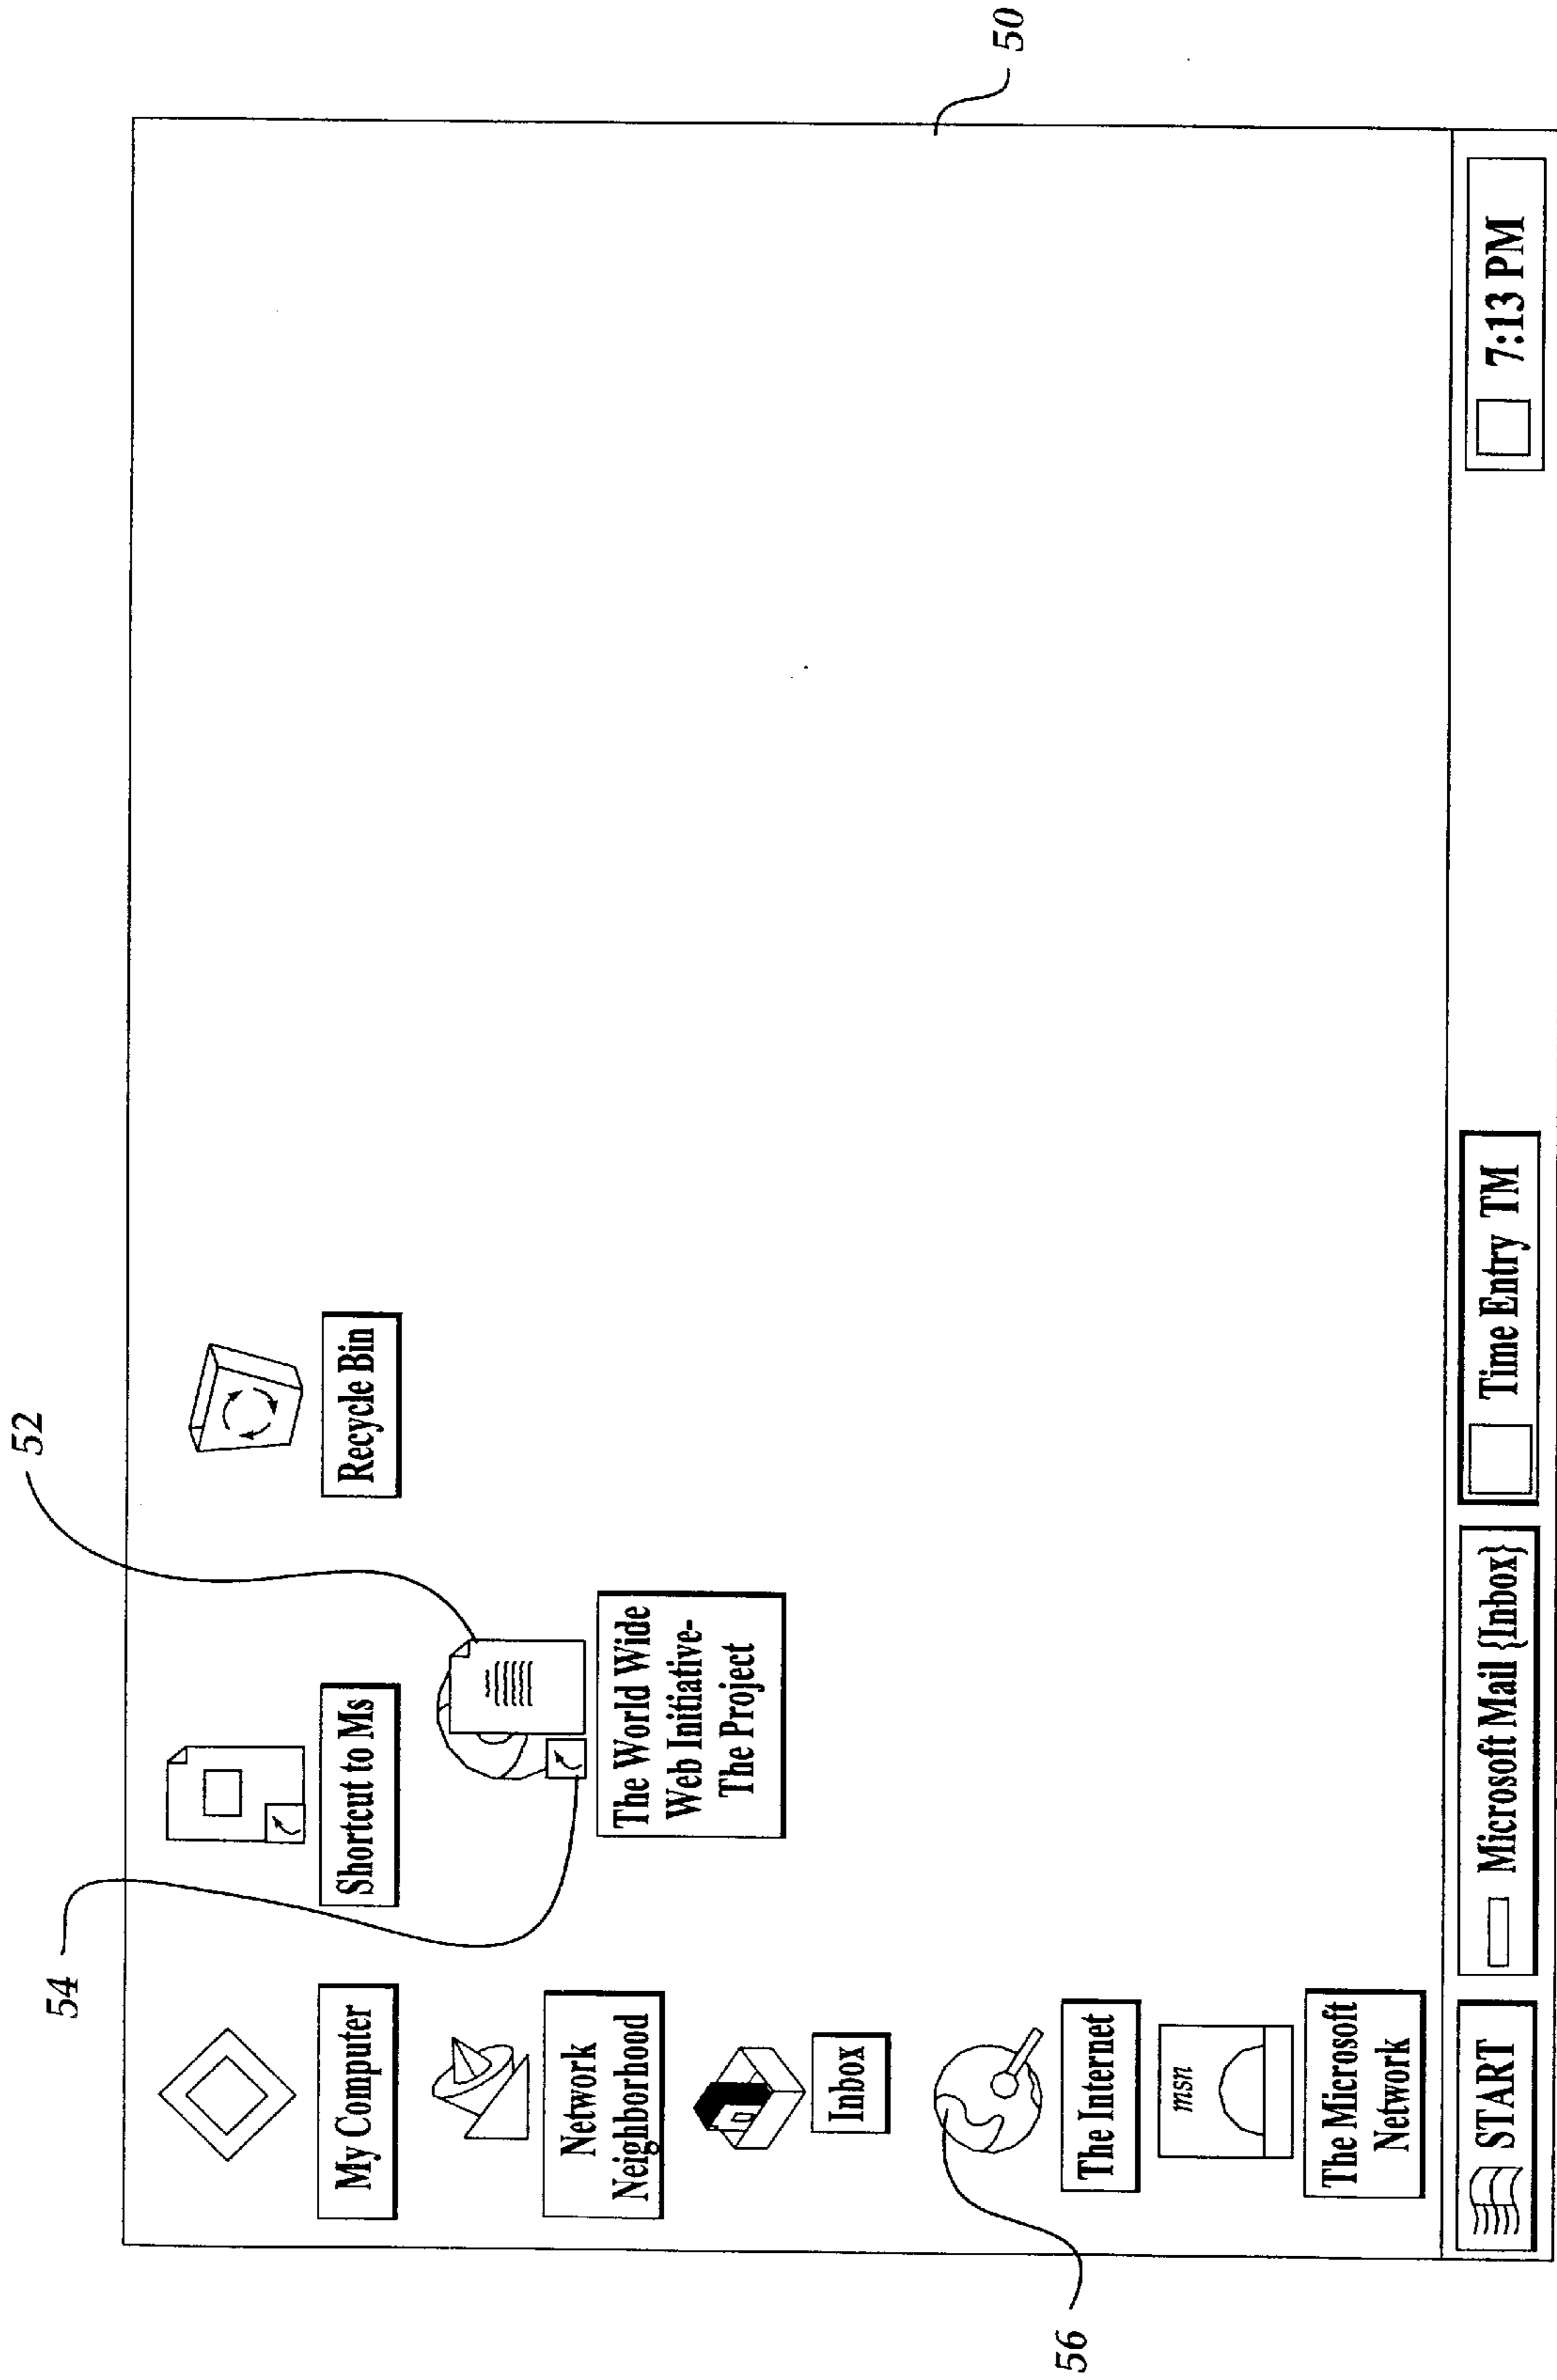 52
54
50
56
My Computer
Shortcut to Ms
Recycle Bin
Network
Neighborhood
The World Wide
Web Initiative-
The Project
Inbox
The Internet
msn
The Microsoft
Network
START
Microsoft Mail {Inbox}
Time Entry TM
7:13 PM